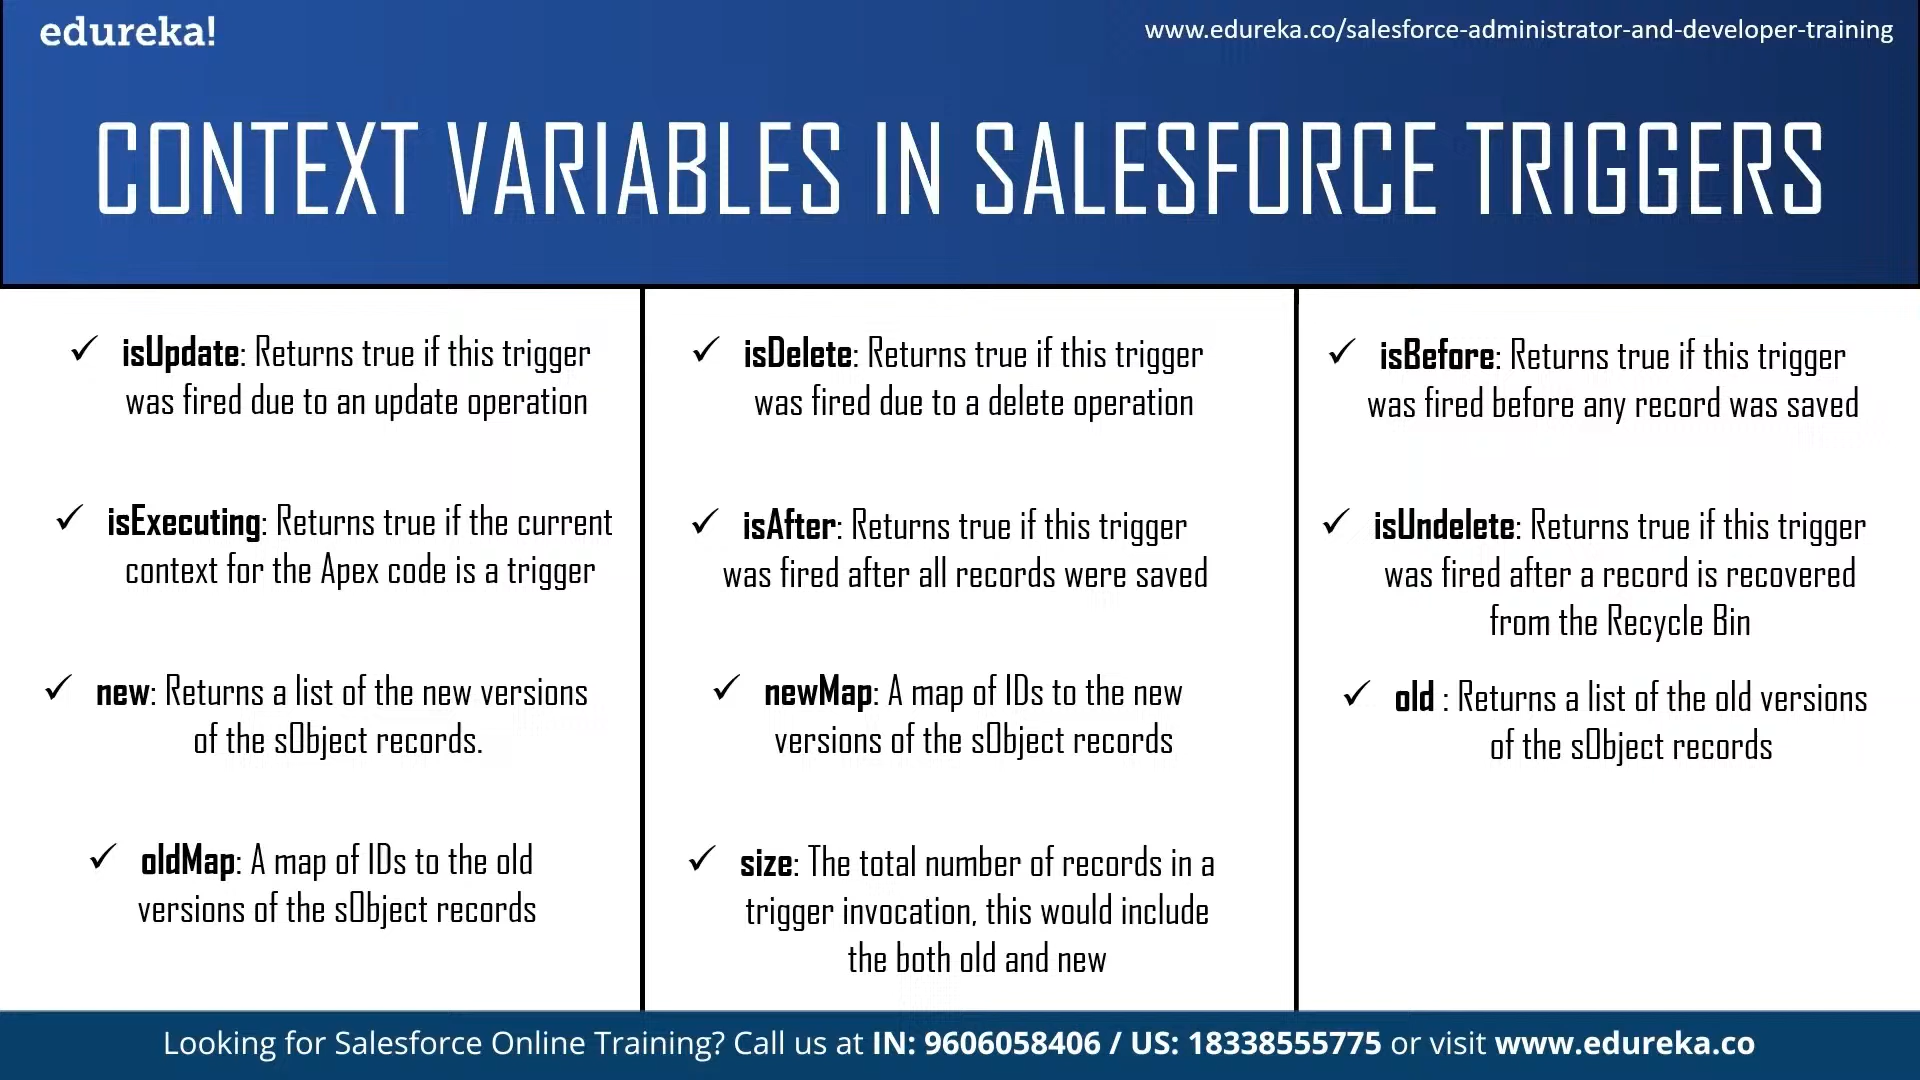 edureka!
www.edureka.co/salesforce-administrator-and-developer-training
CONTEXT VARIABLES IN SALESFORCE TRIGGERS
✓ isUpdate: Returns true if this trigger
was fired due to an update operation
✓ isExecuting: Returns true if the current
context for the Apex code is a trigger
✓ new: Returns a list of the new versions
of the sObject records.
✓ oldMap: A map of IDs to the old
versions of the sObject records
✓ isDelete: Returns true if this trigger
was fired due to a delete operation
✓ isAfter: Returns true if this trigger
was fired after all records were saved
✓ newMap: A map of IDs to the new
versions of the sObject records
✓ size: The total number of records in a
trigger invocation, this would include
the both old and new
✓ isBefore: Returns true if this trigger
was fired before any record was saved
✓ isUndelete: Returns true if this trigger
was fired after a record is recovered
from the Recycle Bin
✓ old : Returns a list of the old versions
of the sObject records
Looking for Salesforce Online Training? Call us at IN: 9606058406 / US: 18338555775 or visit www.edureka.co